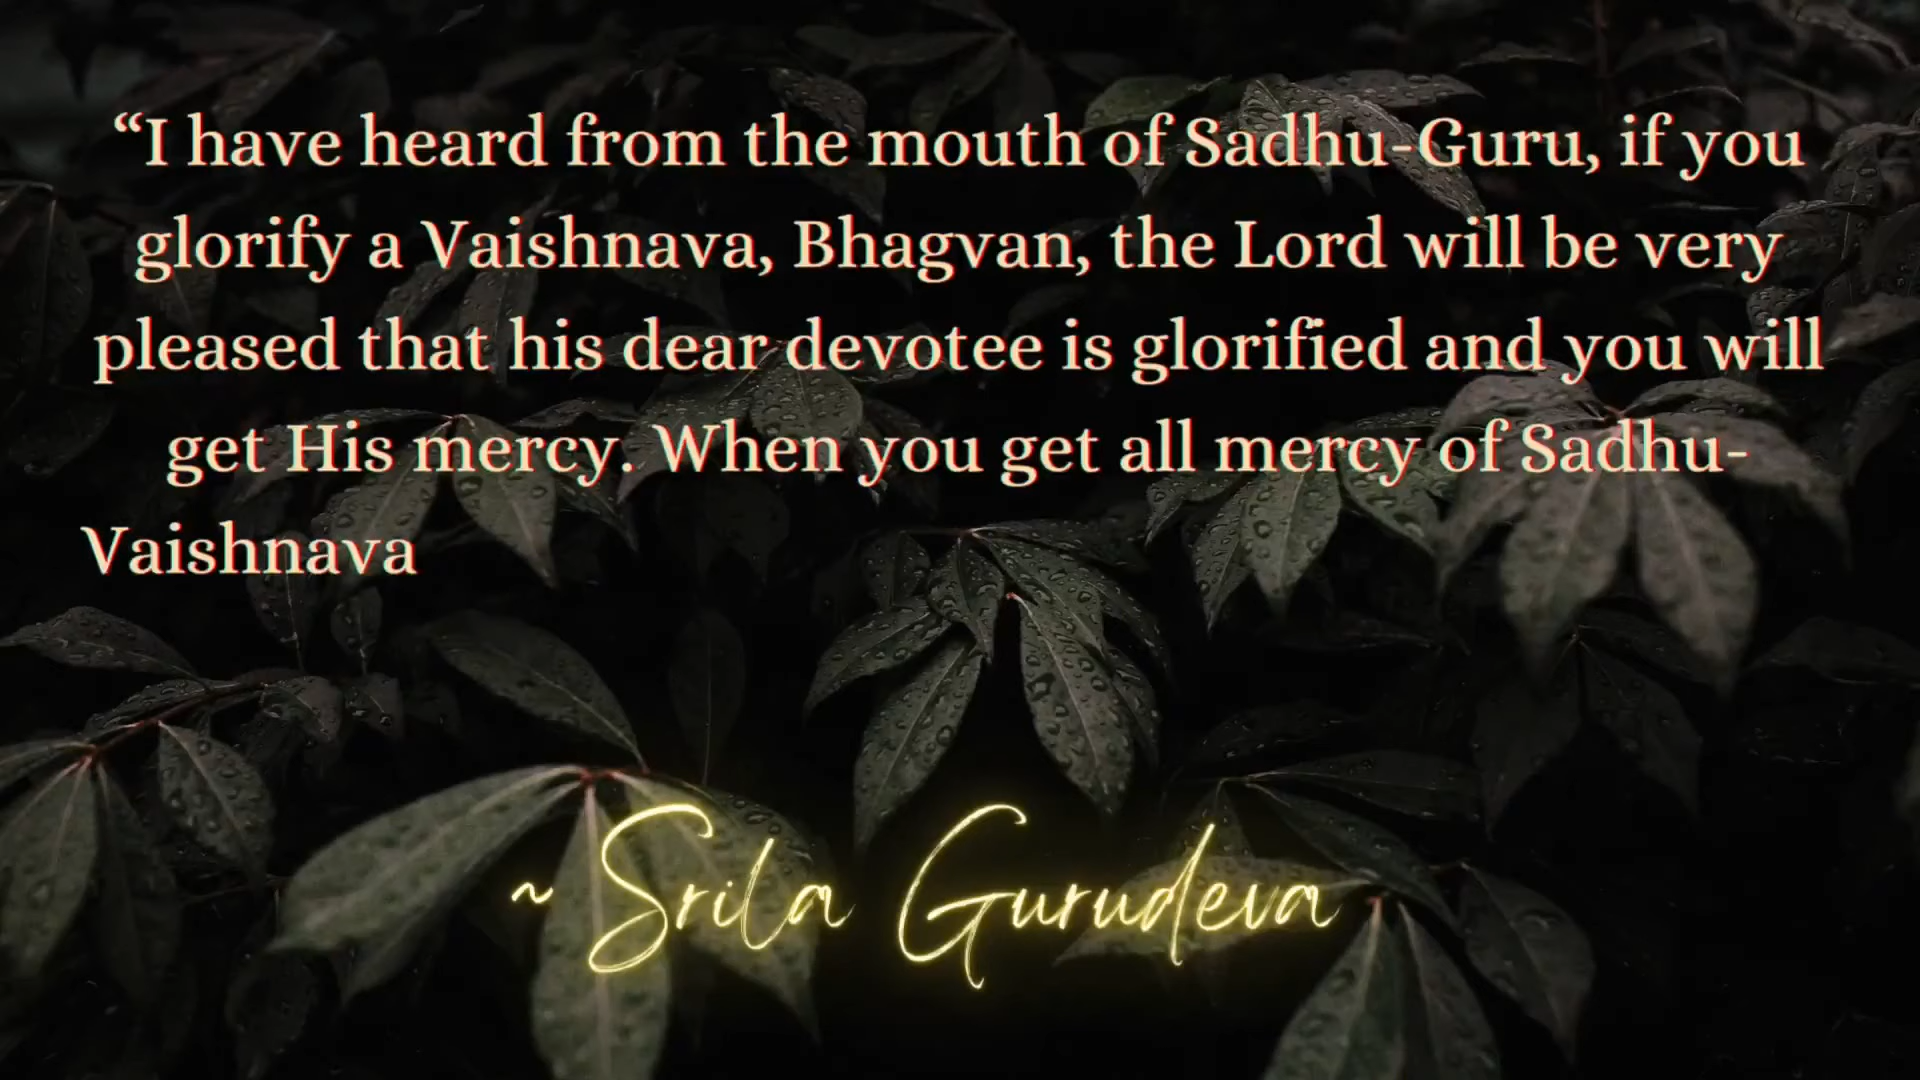 “I have heard from the mouth of Sadhu-Guru, if you
glorify a Vaishnava, Bhagvan, the Lord will be very
pleased that his dear devotee is glorified and you will
get His mercy. When you get all mercy of Sadhu-
Vaishnava
~ Srila Gurudeva